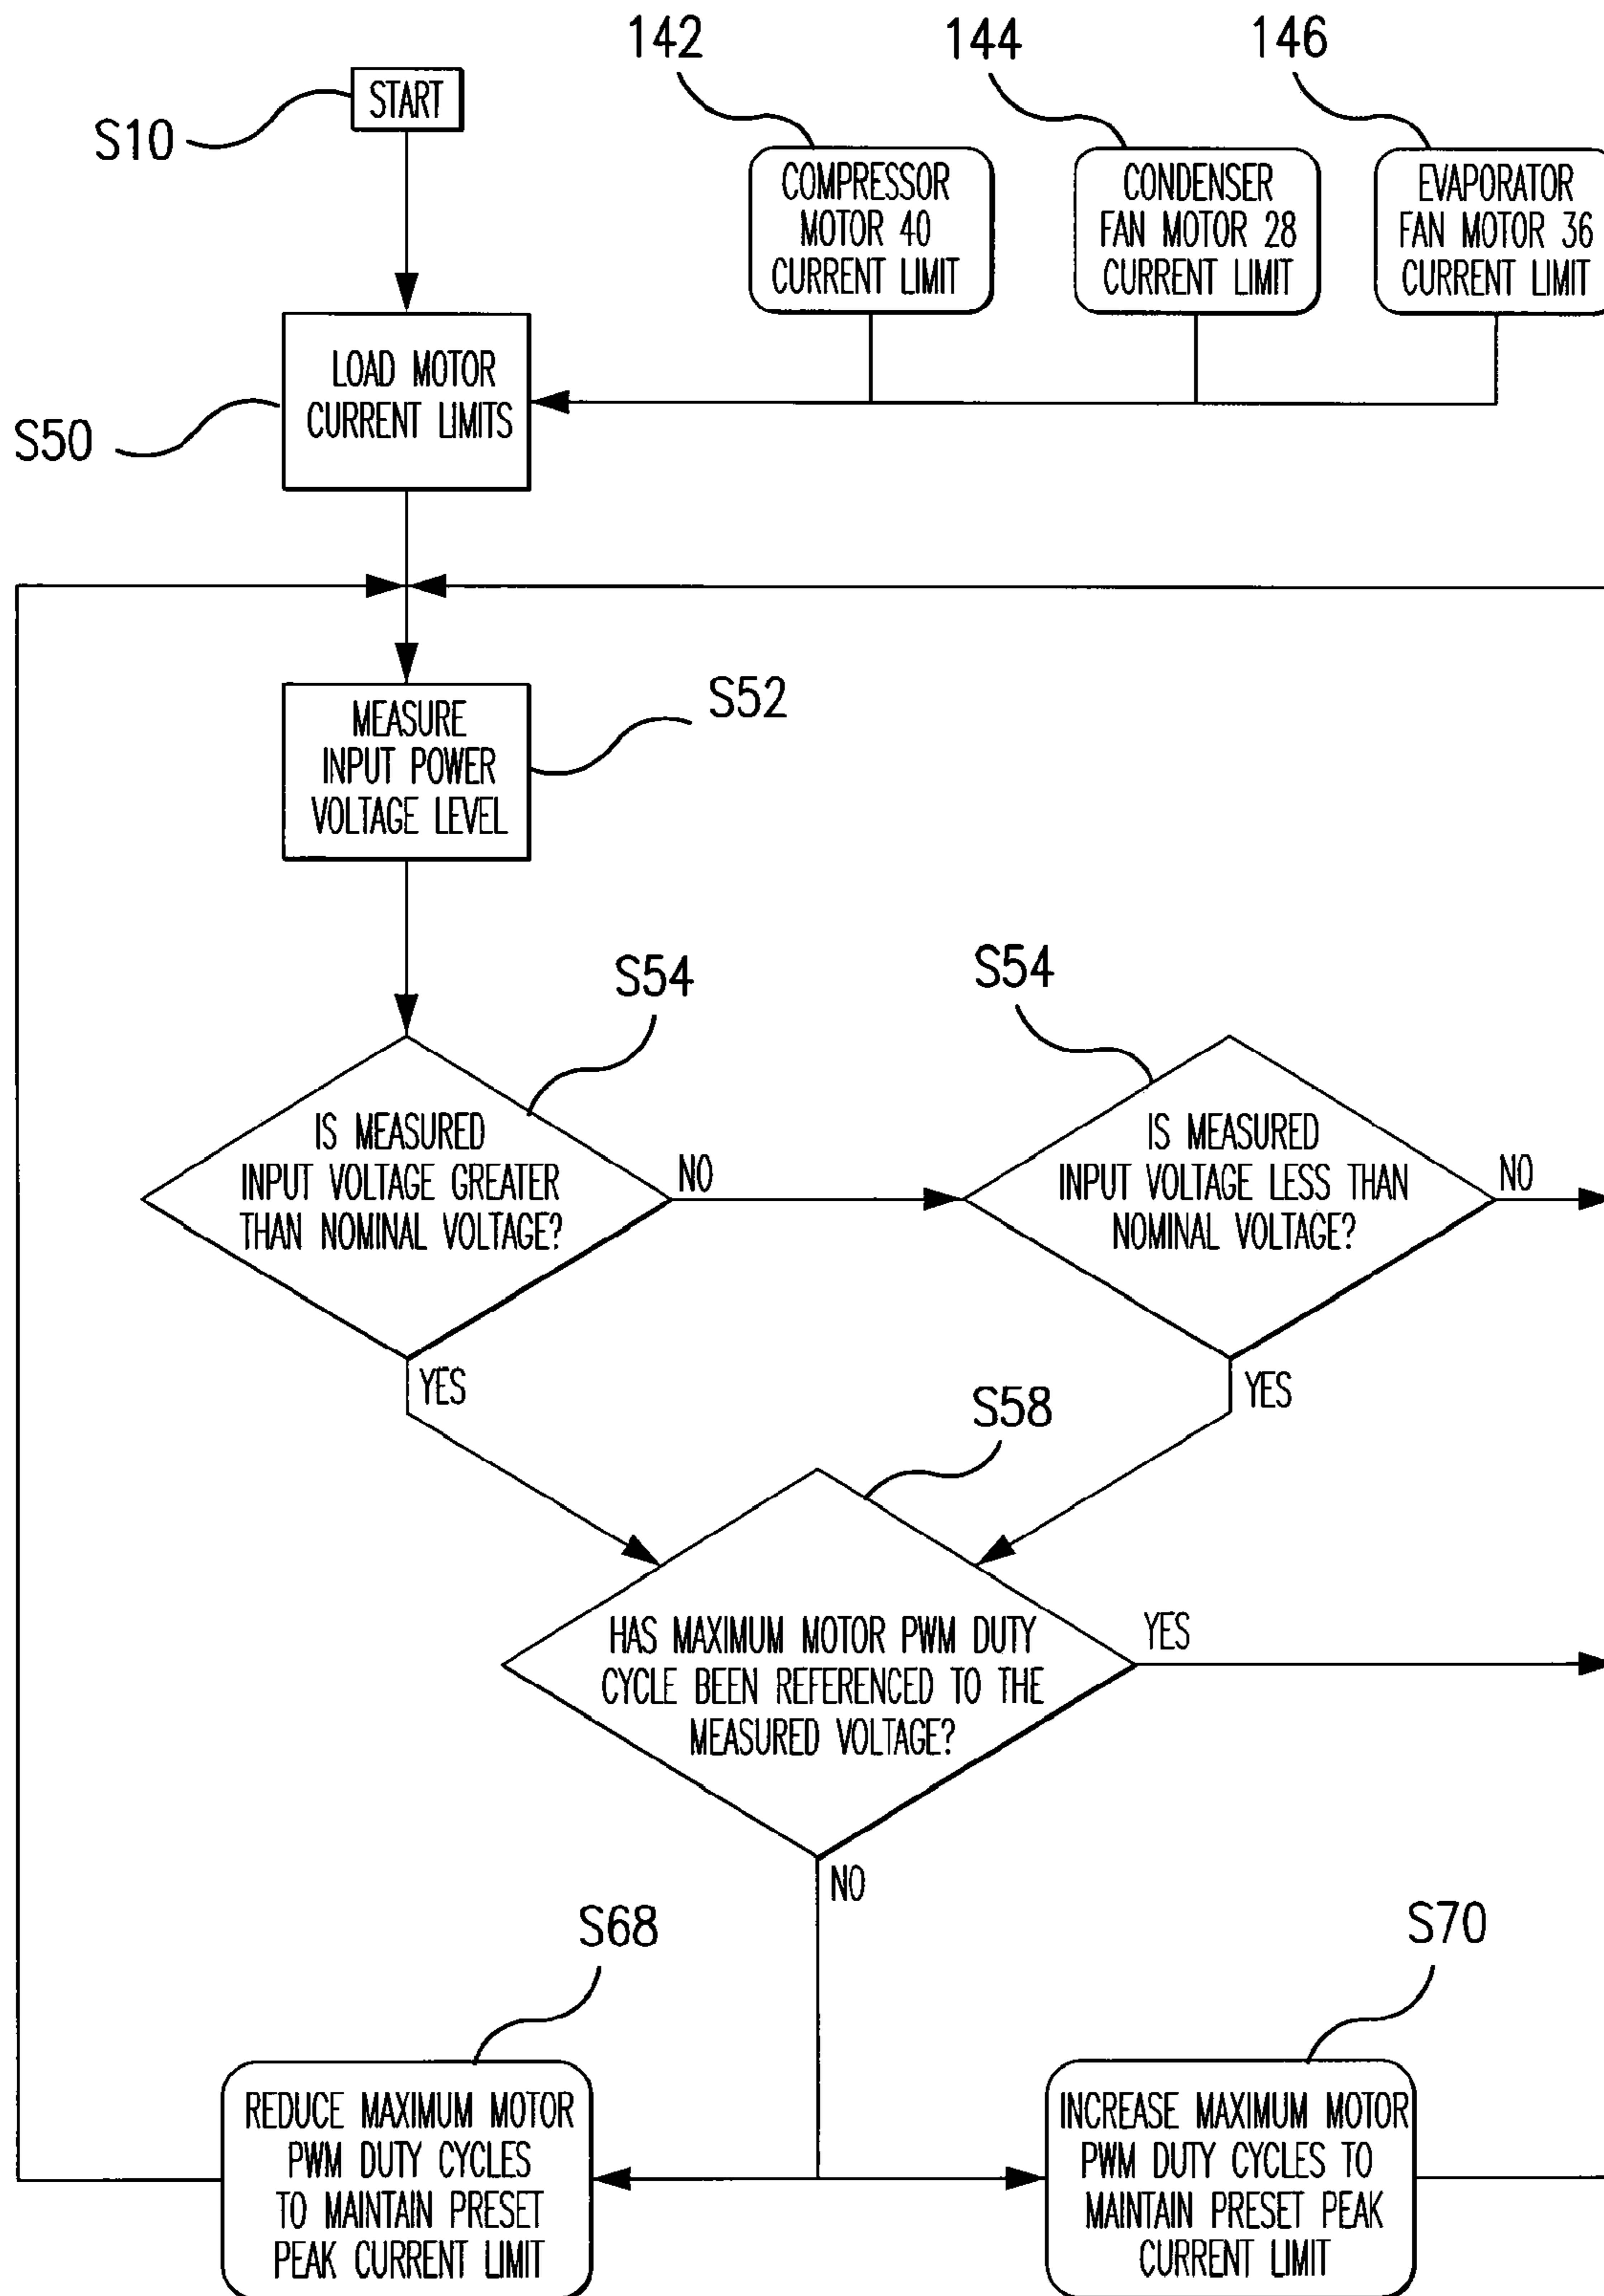 142
144
146
START
S10
COMPRESSOR
MOTOR 40
CURRENT LIMIT
CONDENSER
FAN MOTOR 28
CURRENT LIMIT
EVAPORATOR
FAN MOTOR 36
CURRENT LIMIT
LOAD MOTOR
CURRENT LIMITS
S50
MEASURE
INPUT POWER
VOLTAGE LEVEL
S52
S54
S54
IS MEASURED
INPUT VOLTAGE GREATER
THAN NOMINAL VOLTAGE?
NO
IS MEASURED
INPUT VOLTAGE LESS THAN
NOMINAL VOLTAGE?
NO
YES
YES
S58
HAS MAXIMUM MOTOR PWM DUTY
CYCLE BEEN REFERENCED TO THE
MEASURED VOLTAGE?
YES
NO
S68
S70
REDUCE MAXIMUM MOTOR
PWM DUTY CYCLES
TO MAINTAIN PRESET
PEAK CURRENT LIMIT
INCREASE MAXIMUM MOTOR
PWM DUTY CYCLES TO
MAINTAIN PRESET PEAK
CURRENT LIMIT